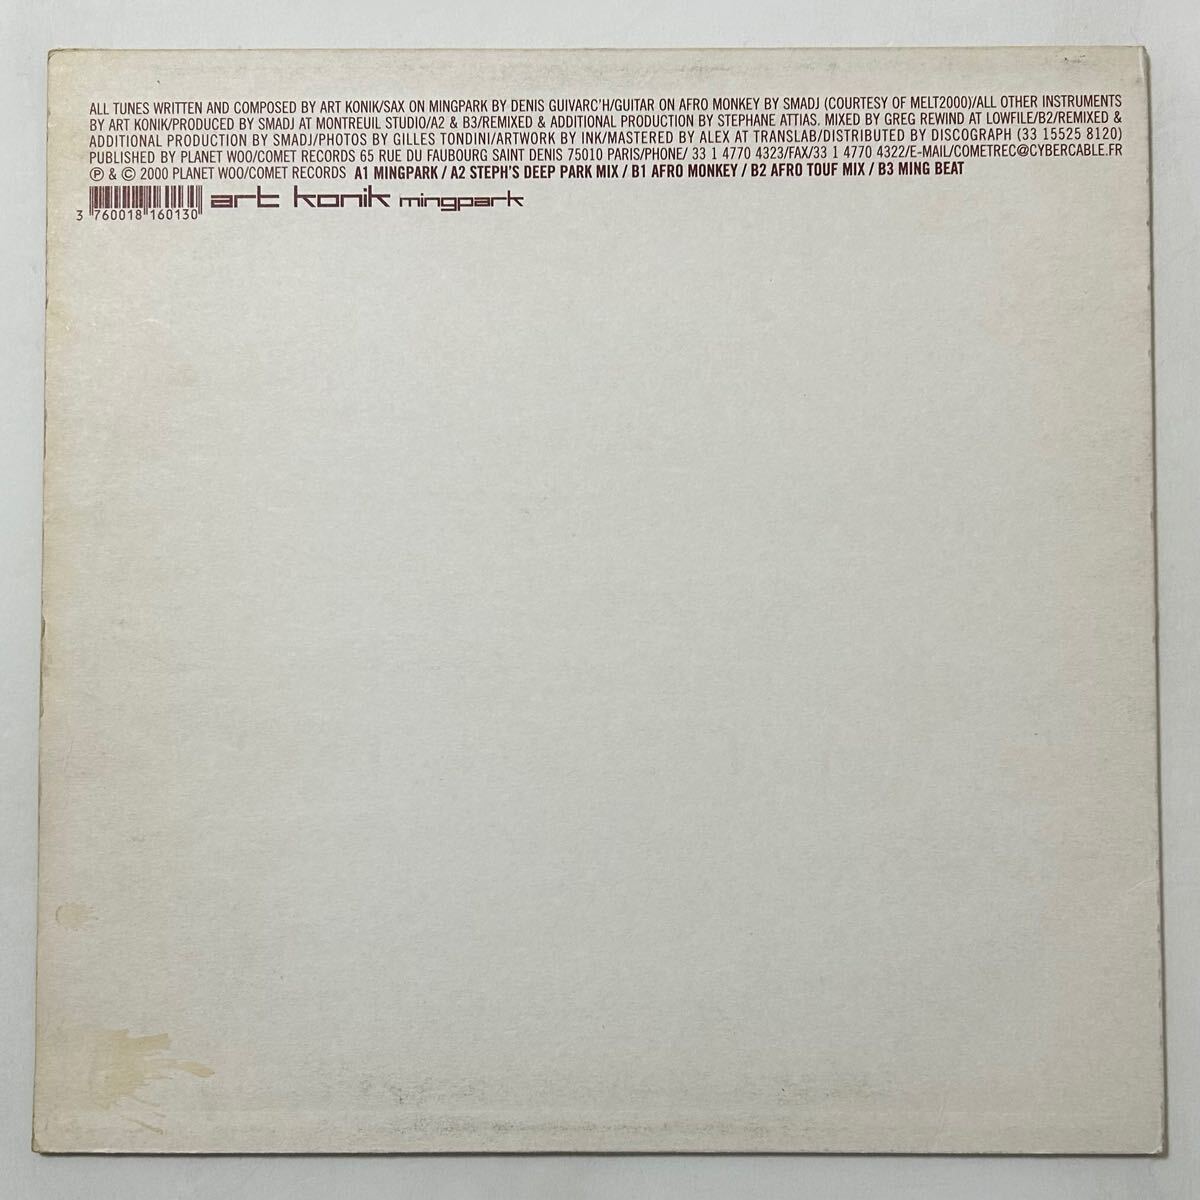 ALL TUNES WRITTEN AND COMPOSED BY ART KONIK/SAX ON MINGPARK BY DENIS GUIVARC'H/GUITAR ON AFRO MONKEY BY SMADJ (COURTESY OF MELT2000)/ALL OTHER INSTRUMENTS
BY ART KONIK/PRODUCED BY SMADJ AT MONTREUIL STUDIO/A2 & B3/REMIXED & ADDITIONAL PRODUCTION BY STEPHANE ATTIAS. MIXED BY GREG REWIND AT LOWFILE/B2/REMIXED &
ADDITIONAL PRODUCTION BY SMADJ/PHOTOS BY GILLES TONDINI/ARTWORK BY INK/MASTERED BY ALEX AT TRANSLAB/DISTRIBUTED BY DISCOGRAPH (33 15525 8120)
PUBLISHED BY PLANET WOO/COMET RECORDS 65 RUE DU FAUBOURG SAINT DENIS 75010 PARIS/PHONE/ 33 1 4770 4323/FAX/33 1 4770 4322/E-MAIL/COMETREC@CYBERCABLE.FR
Ⓟ & © 2000 PLANET WOO/COMET RECORDS A1 MINGPARK / A2 STEPH'S DEEP PARK MIX / B1 AFRO MONKEY / B2 AFRO TOUF MIX / B3 MING BEAT
art konik mingpark
3 760018 160130